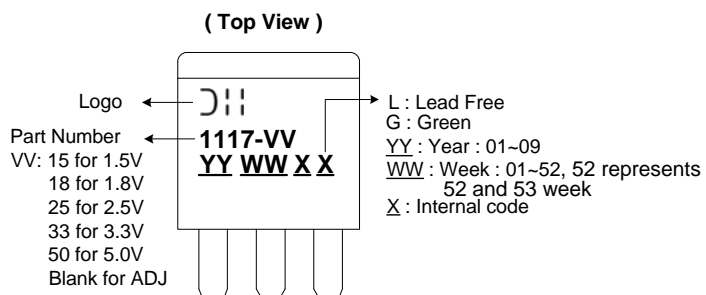 ( Top View )
Logo
1117-VV
YY WW X X
Part Number
VV: 15 for 1.5V
18 for 1.8V
25 for 2.5V
33 for 3.3V
50 for 5.0V
Blank for ADJ
L : Lead Free
G : Green
YY : Year : 01~09
WW : Week : 01~52, 52 represents
52 and 53 week
X : Internal code